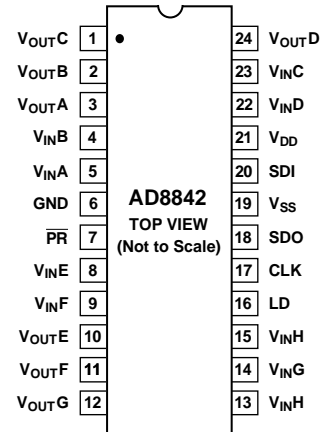 VOUTC 1 24 VOUTD
VOUTB 2 23 VINC
VOUTA 3 22 VIND
VINB 4 21 VDD
VINA 5 20 SDI
GND 6 19 VSS
PR 7 18 SDO
VINE 8 17 CLK
VINF 9 16 LD
VOUTE 10 15 VINH
VOUTF 11 14 VING
VOUTG 12 13 VINH
AD8842
TOP VIEW
(Not to Scale)